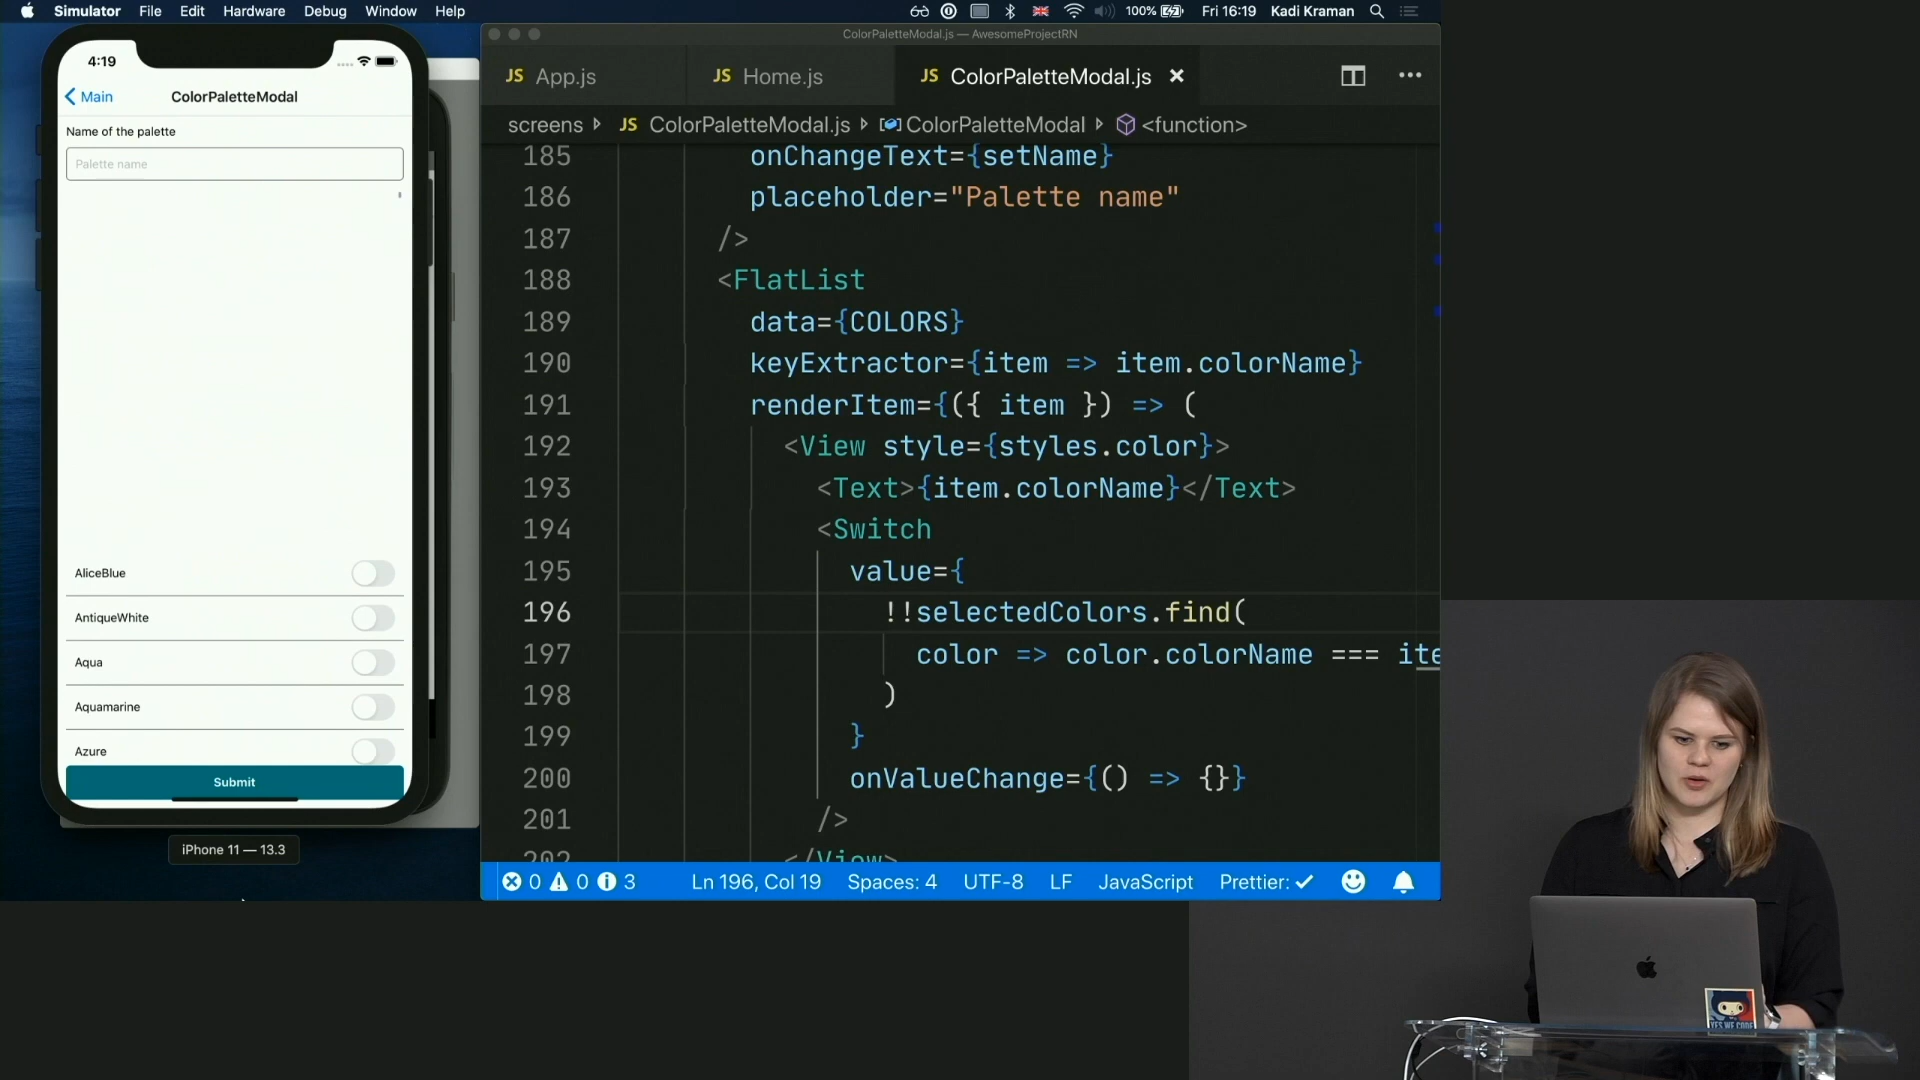 Simulator File Edit Hardware Debug Window Help
100% Fri 16:19 Kadi Kraman
4:19
Main
ColorPaletteModal
Name of the palette
Palette name
AliceBlue
AntiqueWhite
Aqua
Aquamarine
Azure
Submit
iPhone 11 — 13.3
ColorPaletteModal.js — AwesomeProjectRN
JS App.js
JS Home.js
JS ColorPaletteModal.js
screens JS ColorPaletteModal.js ColorPaletteModal <function>
185 onChangeText={setName}
186 placeholder="Palette name"
187 />
188 <FlatList
189 data={COLORS}
190 keyExtractor={item => item.colorName}
191 renderItem={({ item }) => (
192 <View style={styles.color}>
193 <Text>{item.colorName}</Text>
194 <Switch
195 value={
196 !!selectedColors.find(
197 color => color.colorName === ite
198 )
199 }
200 onValueChange={() => {}}
201 />
202 </View>
0 0 3 Ln 196, Col 19 Spaces: 4 UTF-8 LF JavaScript Prettier: ✓
YES WE CODE